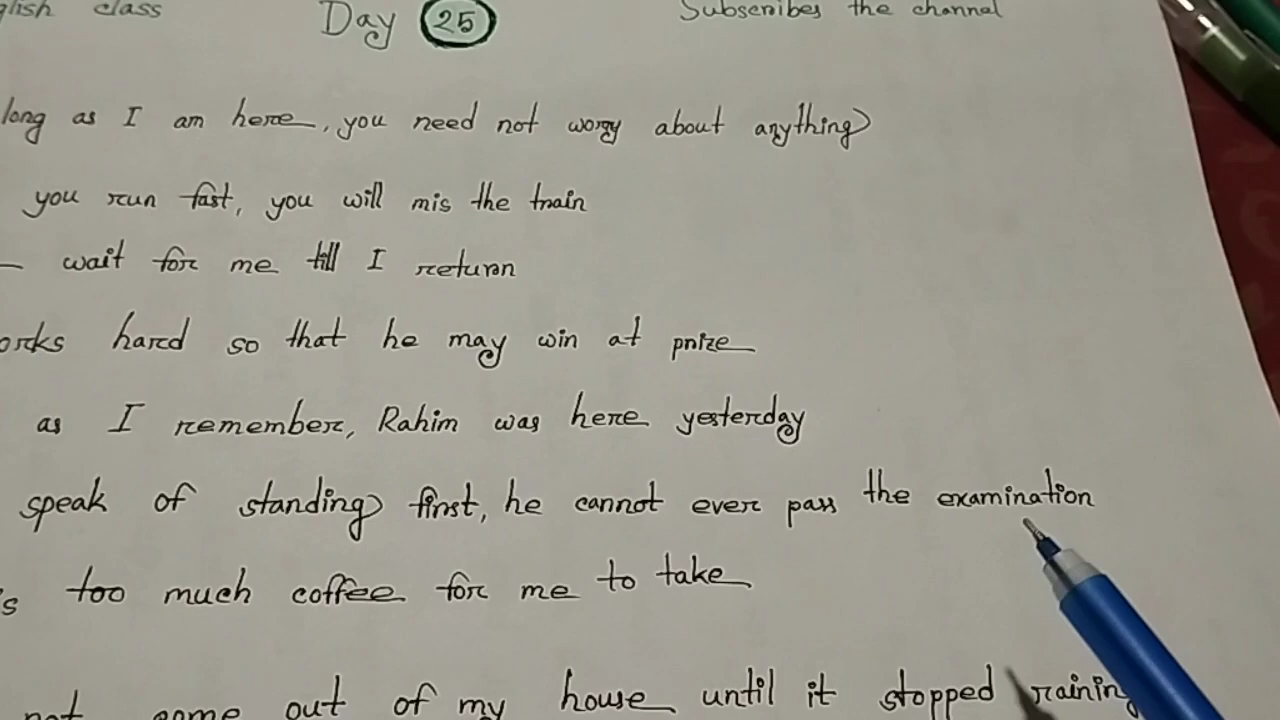 glish class Day 25 Subscribes the channel
long as I am here, you need not worry about anything
you run fast, you will mis the train
wait for me till I return
orks hard so that he may win at prize
as I remember, Rahim was here yesterday
speak of standing first, he cannot ever pass the examination
s too much coffee for me to take
not come out of my house until it stopped raining